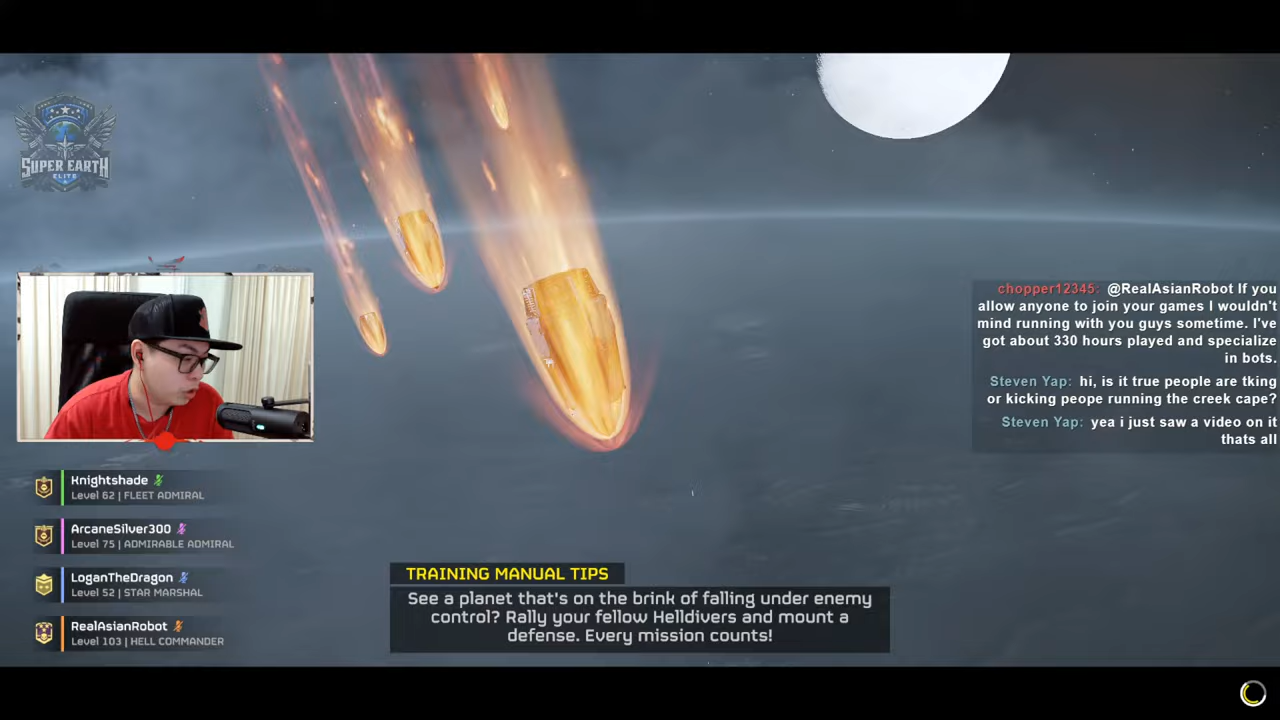 SUPER EARTH
ELITE
chopper12345: @RealAsianRobot If you
allow anyone to join your games I wouldn't
mind running with you guys sometime. I've
got about 330 hours played and specialize
in bots.
Steven Yap: hi, is it true people are tking
or kicking peope running the creek cape?
Steven Yap: yea i just saw a video on it
thats all
Knightshade
Level 62 | FLEET ADMIRAL
ArcaneSilver300
Level 75 | ADMIRABLE ADMIRAL
LoganTheDragon
Level 52 | STAR MARSHAL
RealAsianRobot
Level 103 | HELL COMMANDER
TRAINING MANUAL TIPS
See a planet that's on the brink of falling under enemy
control? Rally your fellow Helldivers and mount a
defense. Every mission counts!